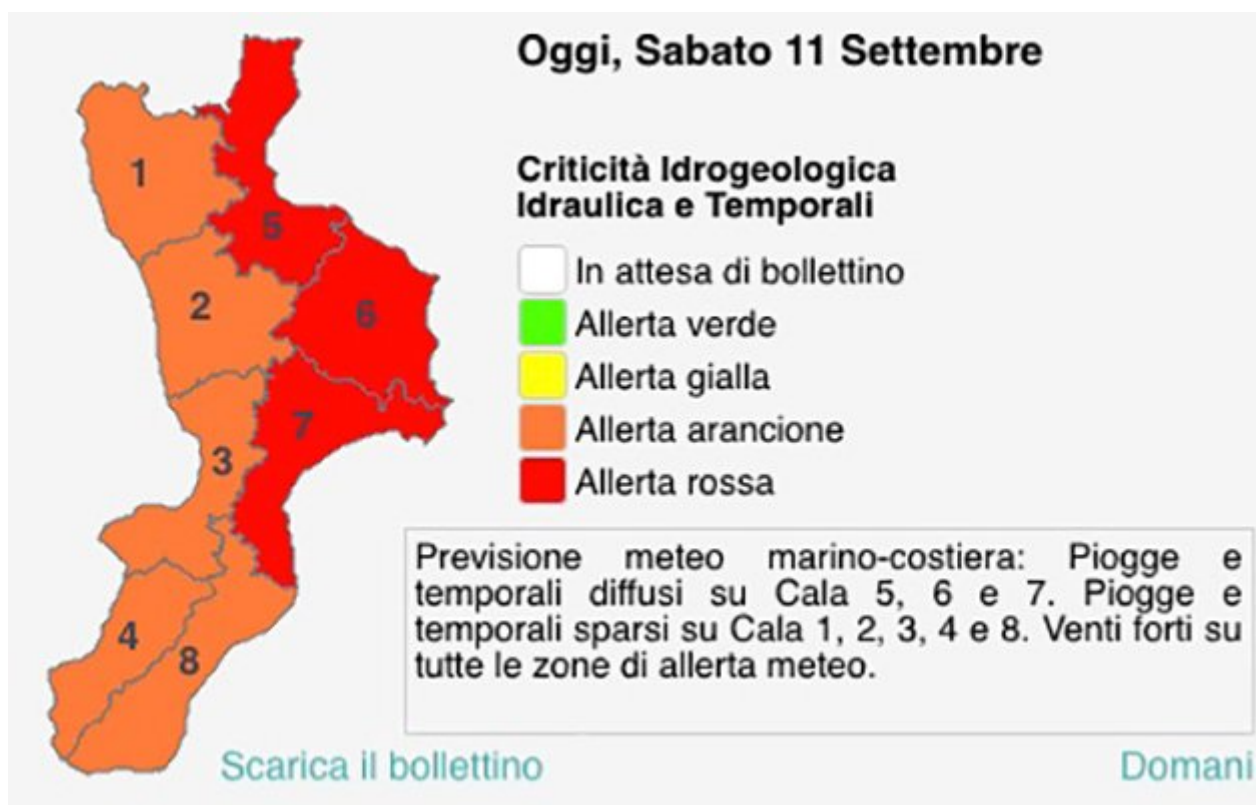 Oggi, Sabato 11 Settembre
Criticità Idrogeologica
Idraulica e Temporali
In attesa di bollettino
Allerta verde
Allerta gialla
Allerta arancione
Allerta rossa
1
5
2
6
7
3
4
8
Previsione meteo marino-costiera: Piogge e
temporali diffusi su Cala 5, 6 e 7. Piogge e
temporali sparsi su Cala 1, 2, 3, 4 e 8. Venti forti su
tutte le zone di allerta meteo.
Scarica il bollettino
Domani